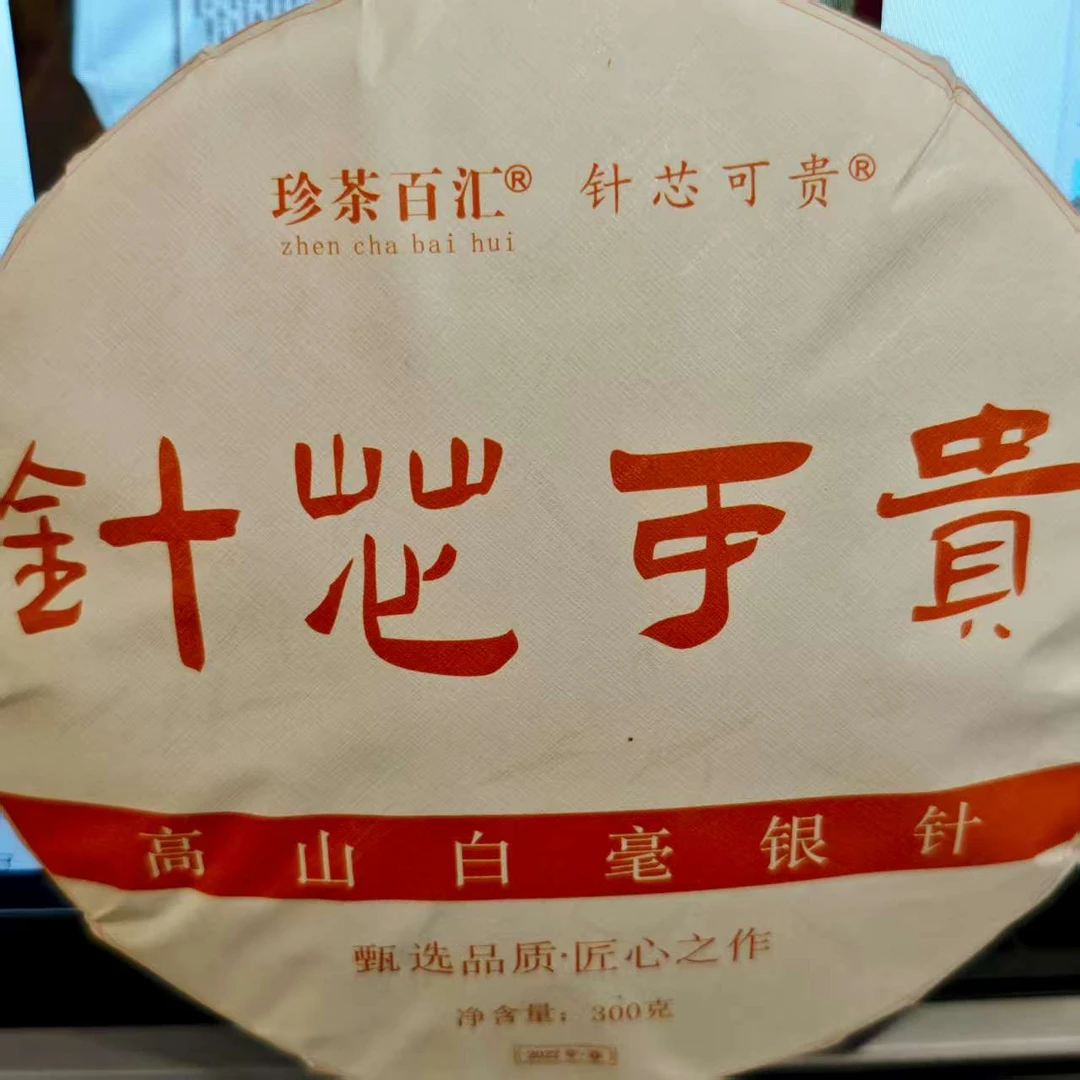 珍茶百汇® 针芯可贵®
zhen cha bai hui
針芯可貴
高山白毫银针
甄选品质·匠心之作
净含量：300克